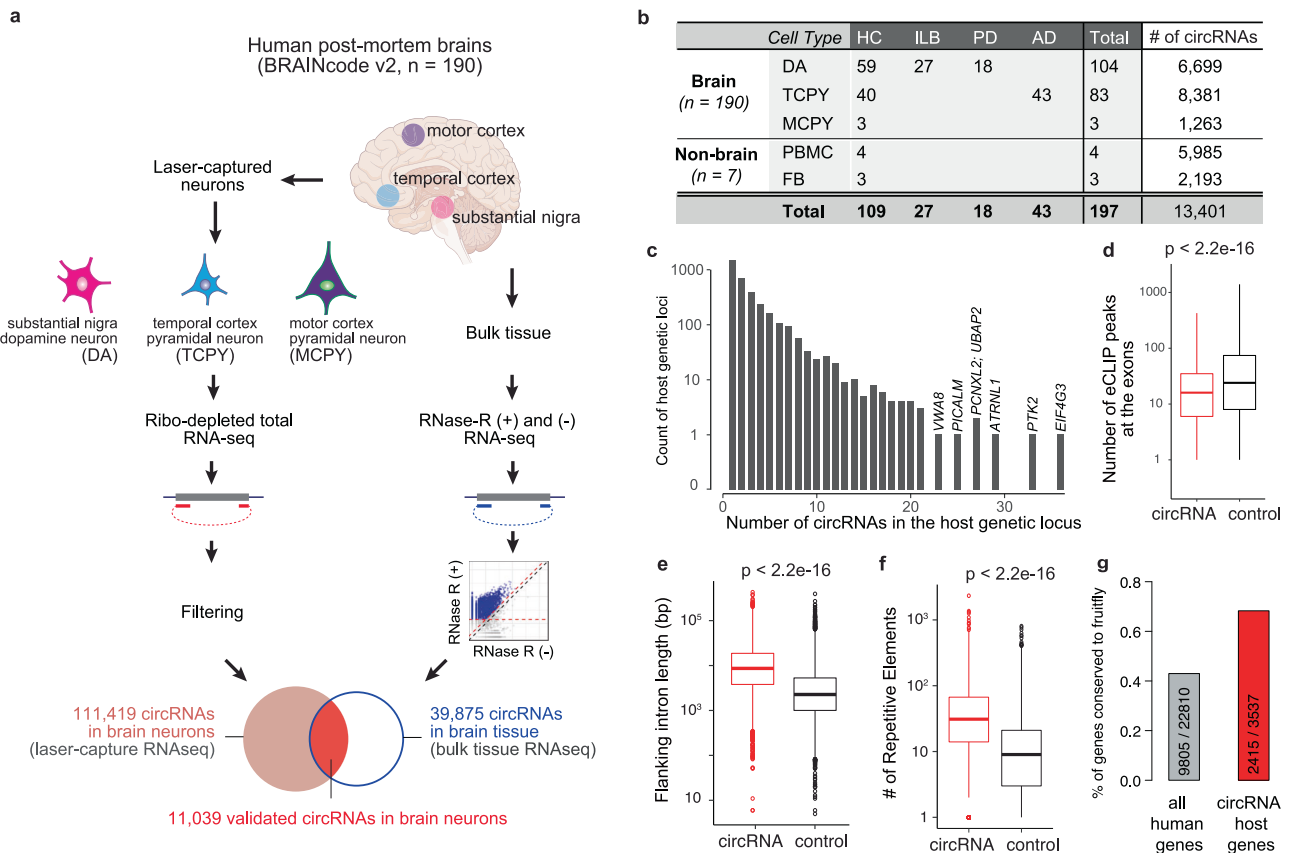 a
Human post-mortem brains
(BRAINcode v2, n = 190)
motor cortex
temporal cortex
substantial nigra
Laser-captured
neurons
substantial nigra
dopamine neuron
(DA)
temporal cortex
pyramidal neuron
(TCPY)
motor cortex
pyramidal neuron
(MCPY)
Bulk tissue
Ribo-depleted total
RNA-seq
RNase-R (+) and (-)
RNA-seq
Filtering
RNase R (+)
RNase R (-)
111,419 circRNAs
in brain neurons
(laser-capture RNAseq)
39,875 circRNAs
in brain tissue
(bulk tissue RNAseq)
11,039 validated circRNAs in brain neurons
b
Cell Type HC ILB PD AD Total # of circRNAs
Brain
(n = 190)
DA 59 27 18 104 6,699
TCPY 40 43 83 8,381
MCPY 3 3 1,263
Non-brain
(n = 7)
PBMC 4 4 5,985
FB 3 3 2,193
Total 109 27 18 43 197 13,401
c
Count of host genetic loci
1000
100
10
1
0
VWA8
PICALM
PCNXL2; UBAP2
ATRNL1
PTK2
EIF4G3
0 10 20 30
Number of circRNAs in the host genetic locus
d
p < 2.2e-16
Number of eCLIP peaks
at the exons
1000
100
10
1
circRNA control
e
p < 2.2e-16
Flanking intron length (bp)
10⁵
10³
10
circRNA control
f
p < 2.2e-16
# of Repetitive Elements
10³
10²
10
1
circRNA control
g
% of genes conserved to fruitfly
0.8
0.6
0.4
0.2
0.0
9805 / 22810
2415 / 3537
all
human
genes
circRNA
host
genes